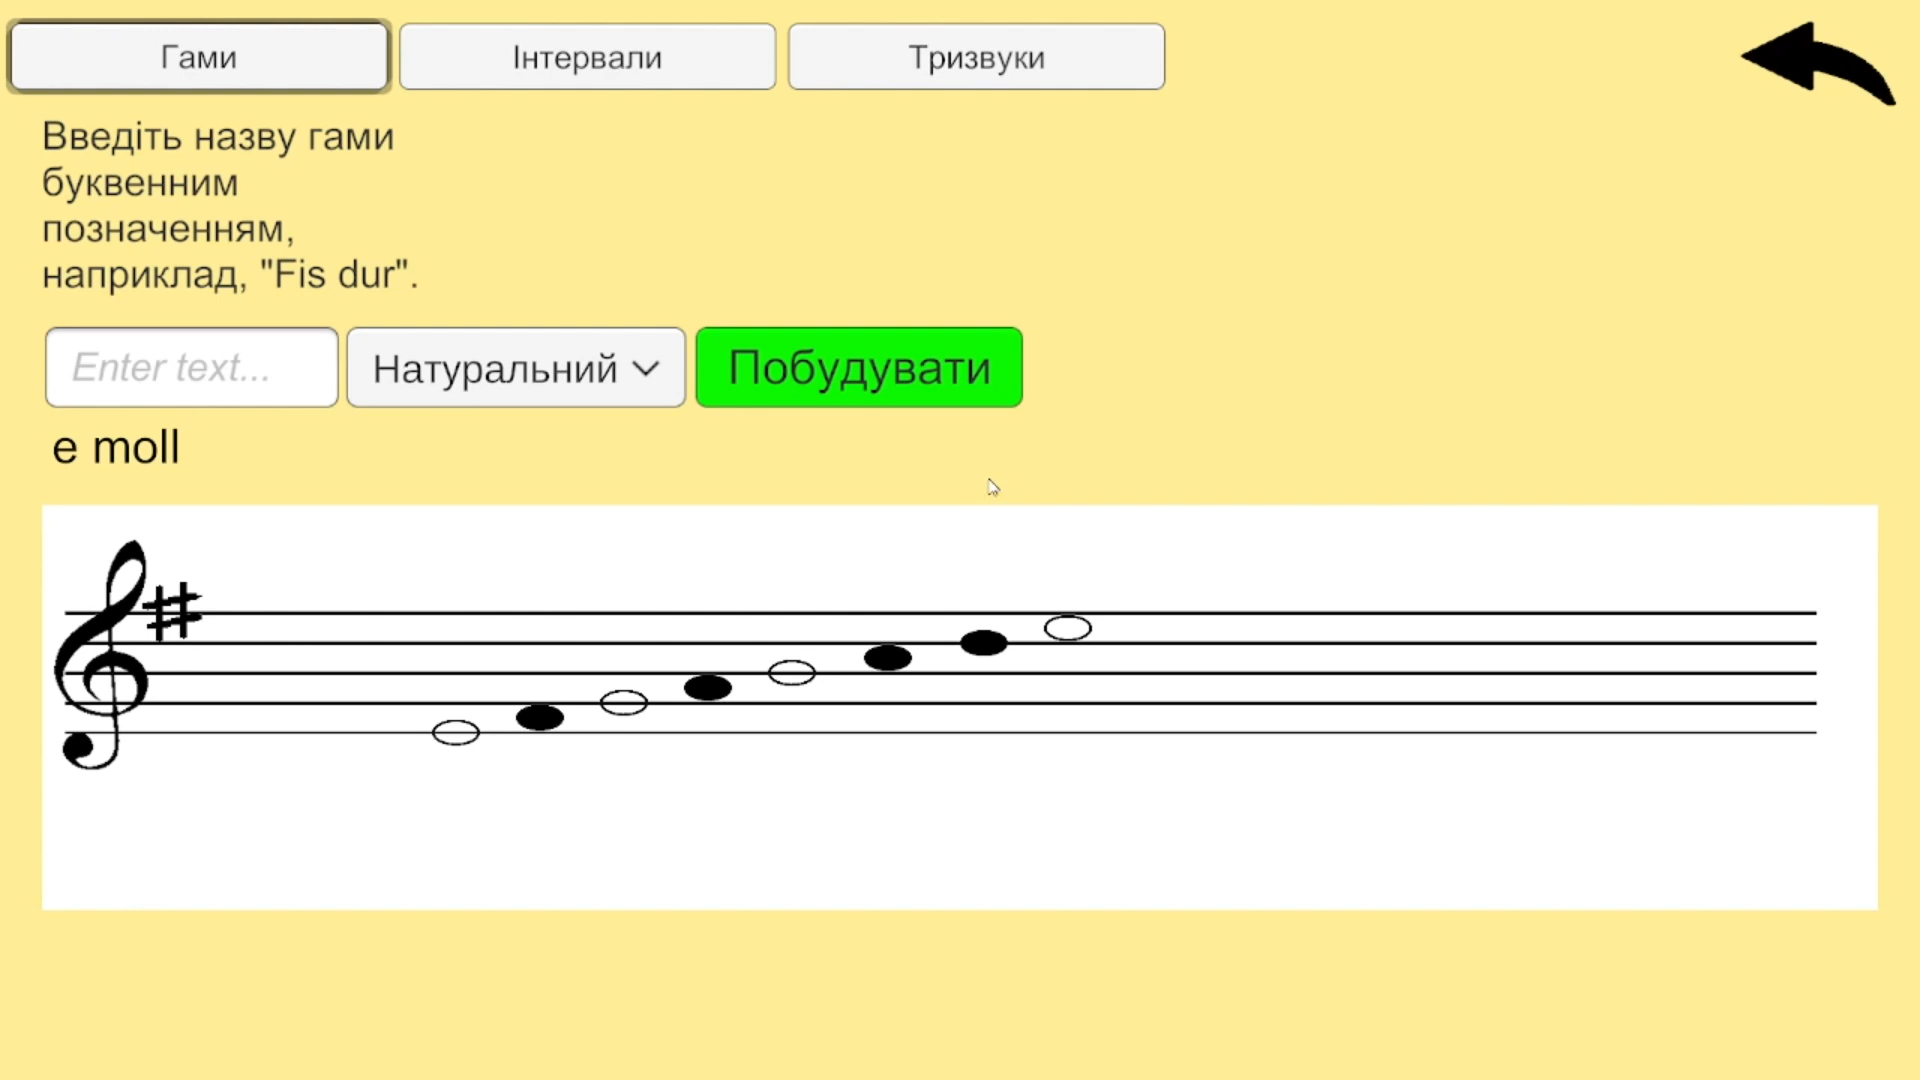 Гами
Інтервали
Тризвуки
Введіть назву гами
буквенним
позначенням,
наприклад, "Fis dur".
Enter text...
Натуральний
Побудувати
e moll